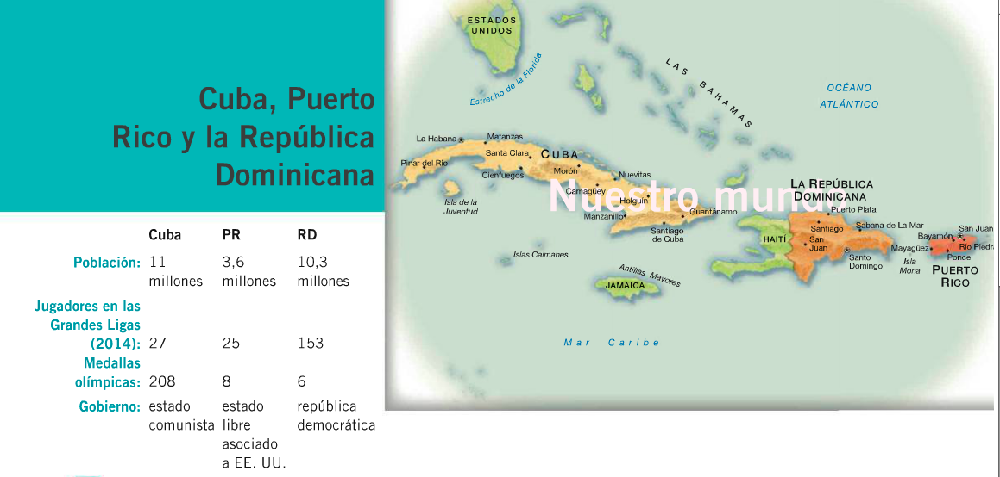 Cuba, Puerto
Rico y la República
Dominicana
Cuba PR RD
Población: 11 3,6 10,3
millones millones millones
Jugadores en las
Grandes Ligas
(2014): 27 25 153
Medallas
olímpicas: 208 8 6
Gobierno: estado estado república
comunista libre democrática
asociado
a EE. UU.
ESTADOS
UNIDOS
Estrecho de la Florida
LAS BAHAMAS
OCÉANO
ATLÁNTICO
La Habana
Matanzas
Pinar del Río
Santa Clara
CUBA
Cienfuegos
Morón
Nuevitas
Isla de la
Juventud
Camagüey
Holguín
Nuestro mundo
Manzanillo
Guantánamo
Santiago
de Cuba
LA REPÚBLICA
DOMINICANA
Puerto Plata
Santiago
Sabana de La Mar
HAITÍ
San
Juan
Santo
Domingo
Bayamón
San Juan
Mayagüez
Río Piedra
Isla
Mona
Ponce
PUERTO
RICO
Islas Caimanes
Antillas Mayores
JAMAICA
Mar Caribe